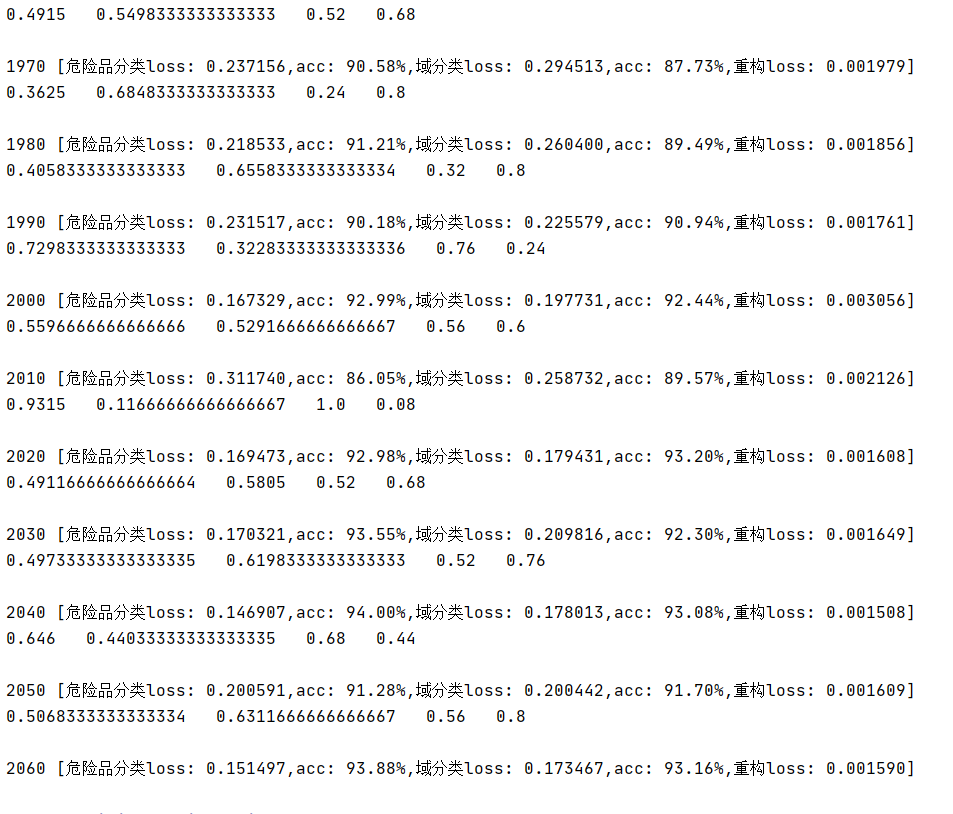 0.4915   0.5498333333333333   0.52   0.68
1970 [危险品分类loss: 0.237156,acc: 90.58%,域分类loss: 0.294513,acc: 87.73%,重构loss: 0.001979]
0.3625   0.6848333333333333   0.24   0.8
1980 [危险品分类loss: 0.218533,acc: 91.21%,域分类loss: 0.260400,acc: 89.49%,重构loss: 0.001856]
0.4058333333333333   0.6558333333333334   0.32   0.8
1990 [危险品分类loss: 0.231517,acc: 90.18%,域分类loss: 0.225579,acc: 90.94%,重构loss: 0.001761]
0.7298333333333333   0.32283333333333336   0.76   0.24
2000 [危险品分类loss: 0.167329,acc: 92.99%,域分类loss: 0.197731,acc: 92.44%,重构loss: 0.003056]
0.5596666666666666   0.5291666666666667   0.56   0.6
2010 [危险品分类loss: 0.311740,acc: 86.05%,域分类loss: 0.258732,acc: 89.57%,重构loss: 0.002126]
0.9315   0.11666666666666667   1.0   0.08
2020 [危险品分类loss: 0.169473,acc: 92.98%,域分类loss: 0.179431,acc: 93.20%,重构loss: 0.001608]
0.49116666666666664   0.5805   0.52   0.68
2030 [危险品分类loss: 0.170321,acc: 93.55%,域分类loss: 0.209816,acc: 92.30%,重构loss: 0.001649]
0.49733333333333335   0.6198333333333333   0.52   0.76
2040 [危险品分类loss: 0.146907,acc: 94.00%,域分类loss: 0.178013,acc: 93.08%,重构loss: 0.001508]
0.646   0.44033333333333335   0.68   0.44
2050 [危险品分类loss: 0.200591,acc: 91.28%,域分类loss: 0.200442,acc: 91.70%,重构loss: 0.001609]
0.5068333333333334   0.6311666666666667   0.56   0.8
2060 [危险品分类loss: 0.151497,acc: 93.88%,域分类loss: 0.173467,acc: 93.16%,重构loss: 0.001590]